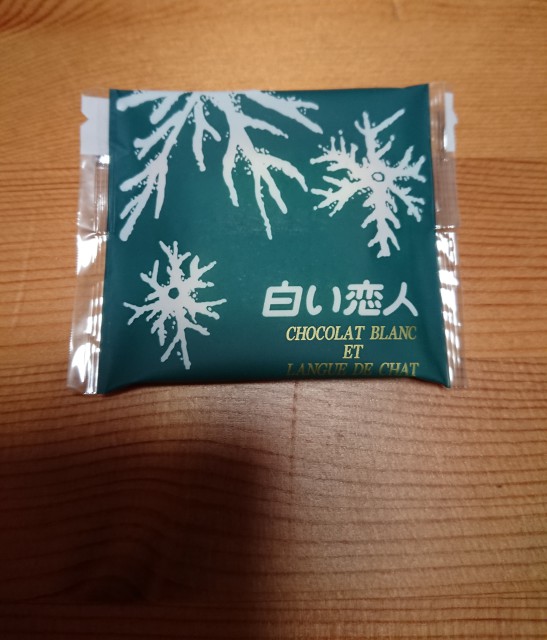 白い恋人
CHOCOLAT BLANC
ET
LANGUE DE CHAT